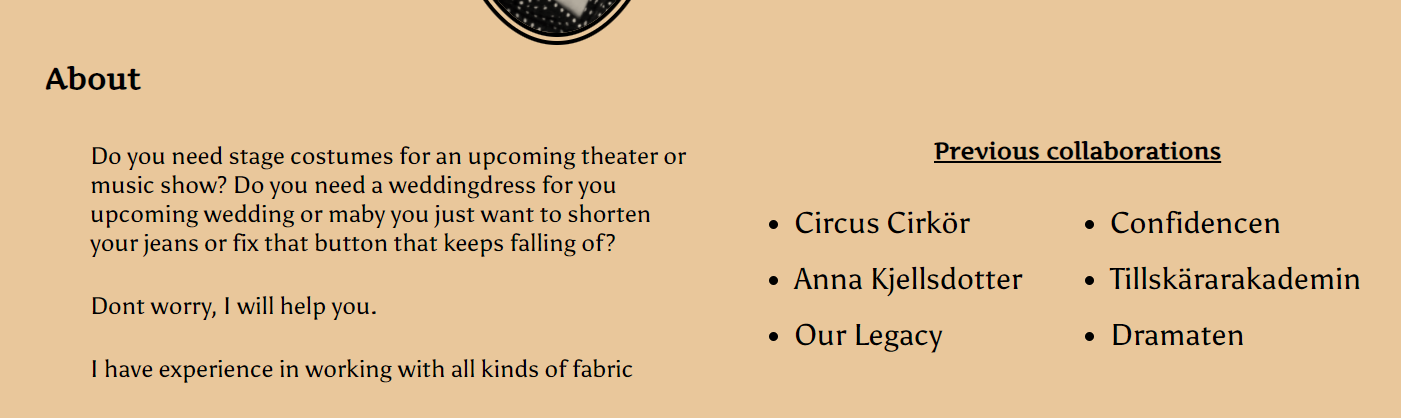 About
Do you need stage costumes for an upcoming theater or
music show? Do you need a weddingdress for you
upcoming wedding or maby you just want to shorten
your jeans or fix that button that keeps falling of?
Dont worry, I will help you.
I have experience in working with all kinds of fabric
Previous collaborations
• Circus Cirkör
• Anna Kjellsdotter
• Our Legacy
• Confidencen
• Tillskärarakademin
• Dramaten